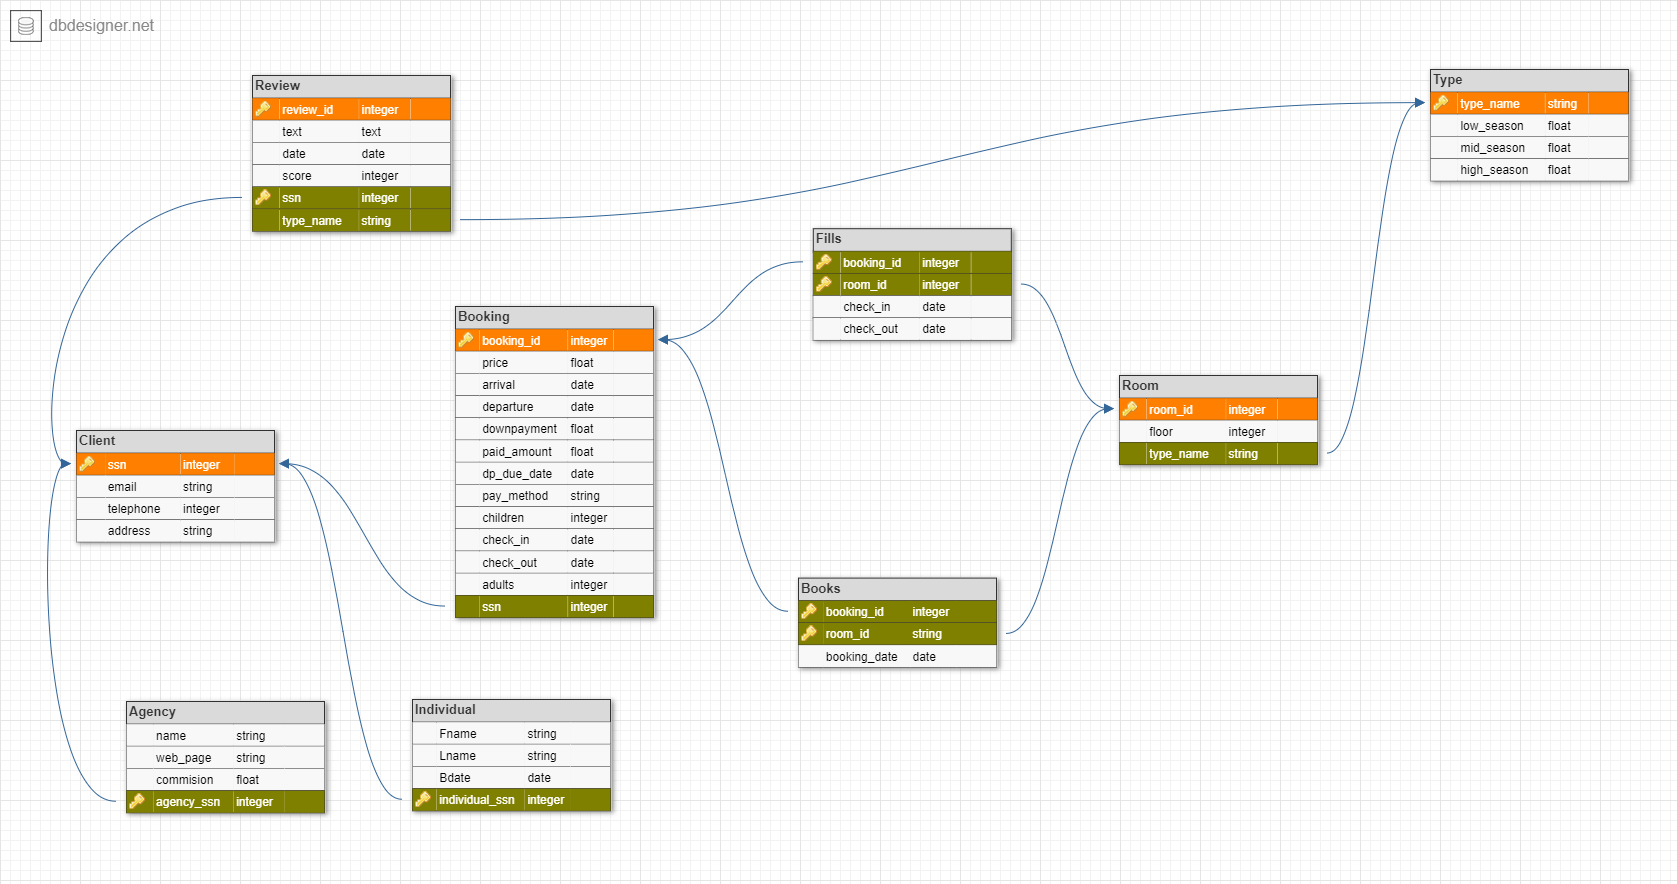 dbdesigner.net
Review
review_id integer
text text
date date
score integer
ssn integer
type_name string
Type
type_name string
low_season float
mid_season float
high_season float
Fills
booking_id integer
room_id integer
check_in date
check_out date
Booking
booking_id integer
price float
arrival date
departure date
downpayment float
paid_amount float
dp_due_date date
pay_method string
children integer
check_in date
check_out date
adults integer
ssn integer
Room
room_id integer
floor integer
type_name string
Client
ssn integer
email string
telephone integer
address string
Books
booking_id integer
room_id string
booking_date date
Agency
name string
web_page string
commision float
agency_ssn integer
Individual
Fname string
Lname string
Bdate date
individual_ssn integer